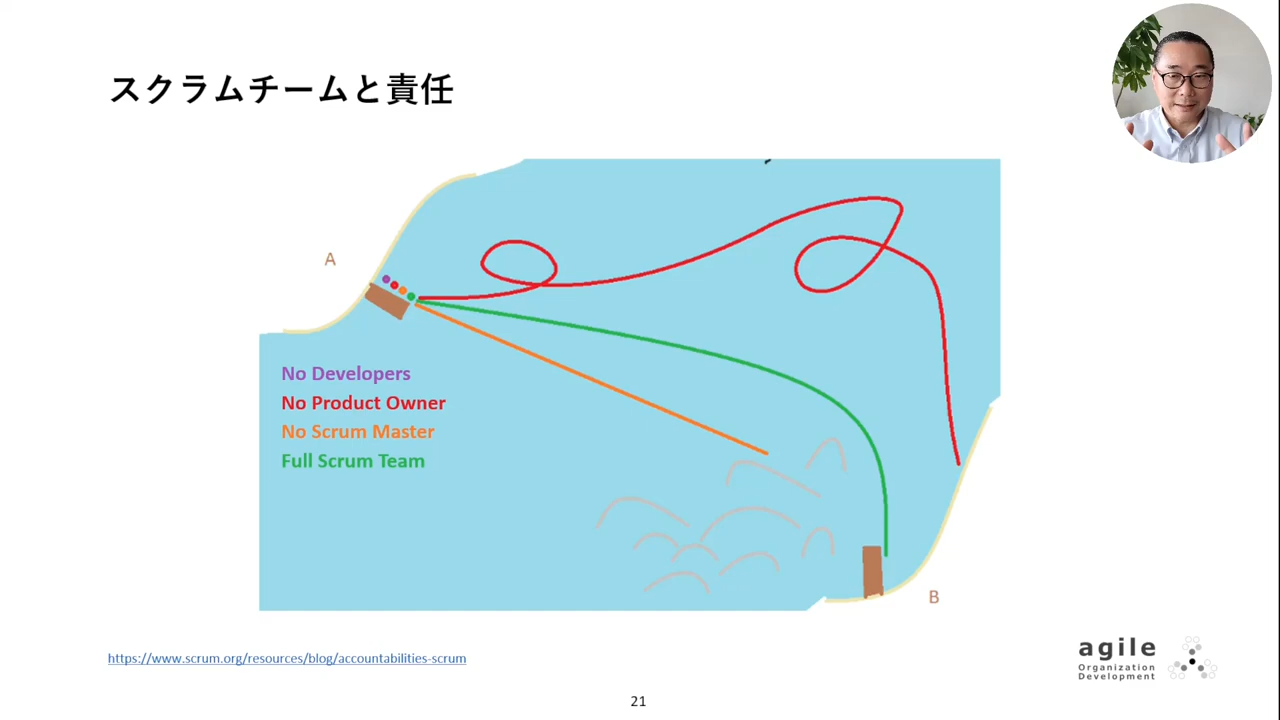 スクラムチームと責任
A
No Developers
No Product Owner
No Scrum Master
Full Scrum Team
B
https://www.scrum.org/resources/blog/accountabilities-scrum
agile
Organization
Development
21